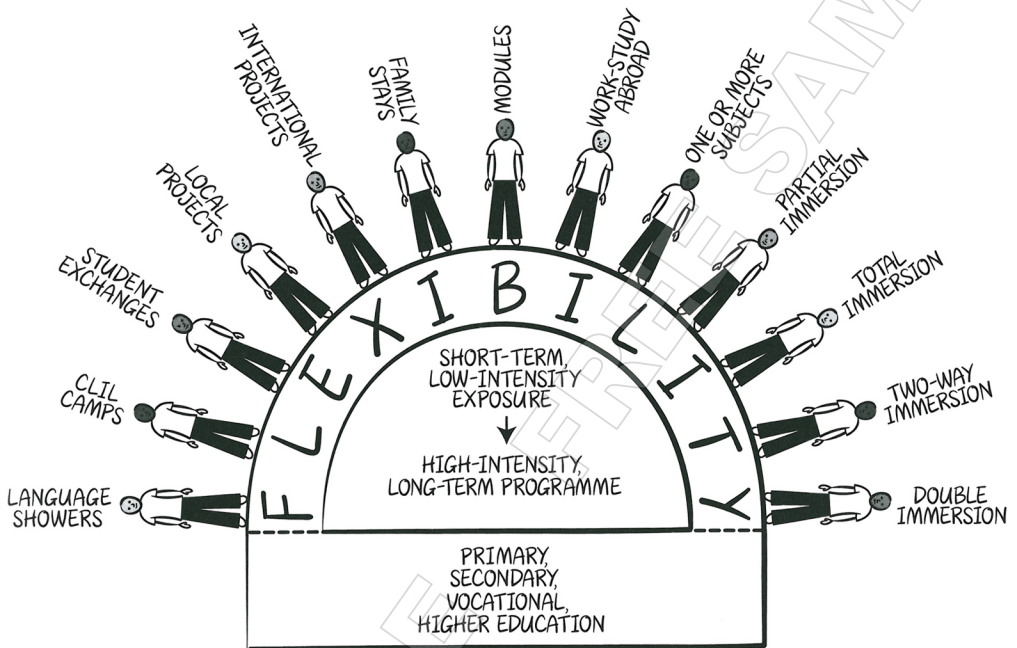 LANGUAGE
SHOWERS
CLIL
CAMPS
STUDENT
EXCHANGES
LOCAL
PROJECTS
INTERNATIONAL
PROJECTS
FAMILY
STAYS
MODULES
WORK-STUDY
ABROAD
ONE OR MORE
SUBJECTS
PARTIAL
IMMERSION
TOTAL
IMMERSION
TWO-WAY
IMMERSION
DOUBLE
IMMERSION
FLEXIBILITY
SHORT-TERM,
LOW-INTENSITY
EXPOSURE
HIGH-INTENSITY,
LONG-TERM PROGRAMME
PRIMARY,
SECONDARY,
VOCATIONAL,
HIGHER EDUCATION
FREE SAM
E